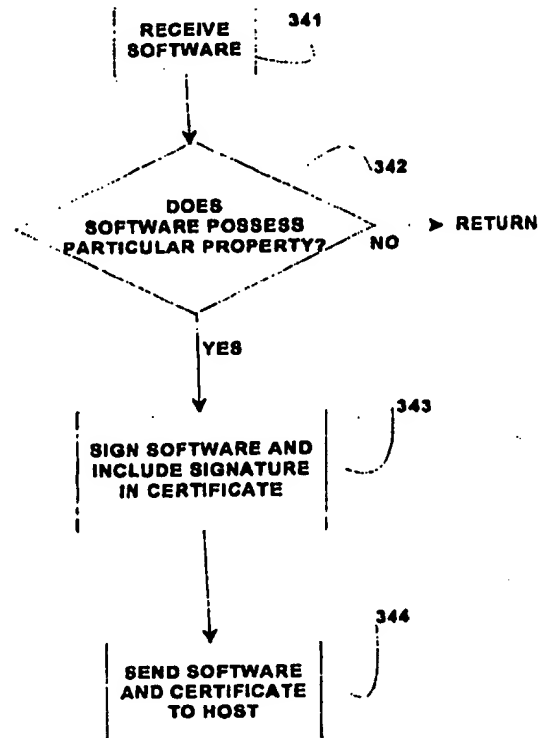 341
RECEIVE
SOFTWARE
342
DOES
SOFTWARE POSSESS
PARTICULAR PROPERTY?
NO
RETURN
YES
343
SIGN SOFTWARE AND
INCLUDE SIGNATURE
IN CERTIFICATE
344
SEND SOFTWARE
AND CERTIFICATE
TO HOST